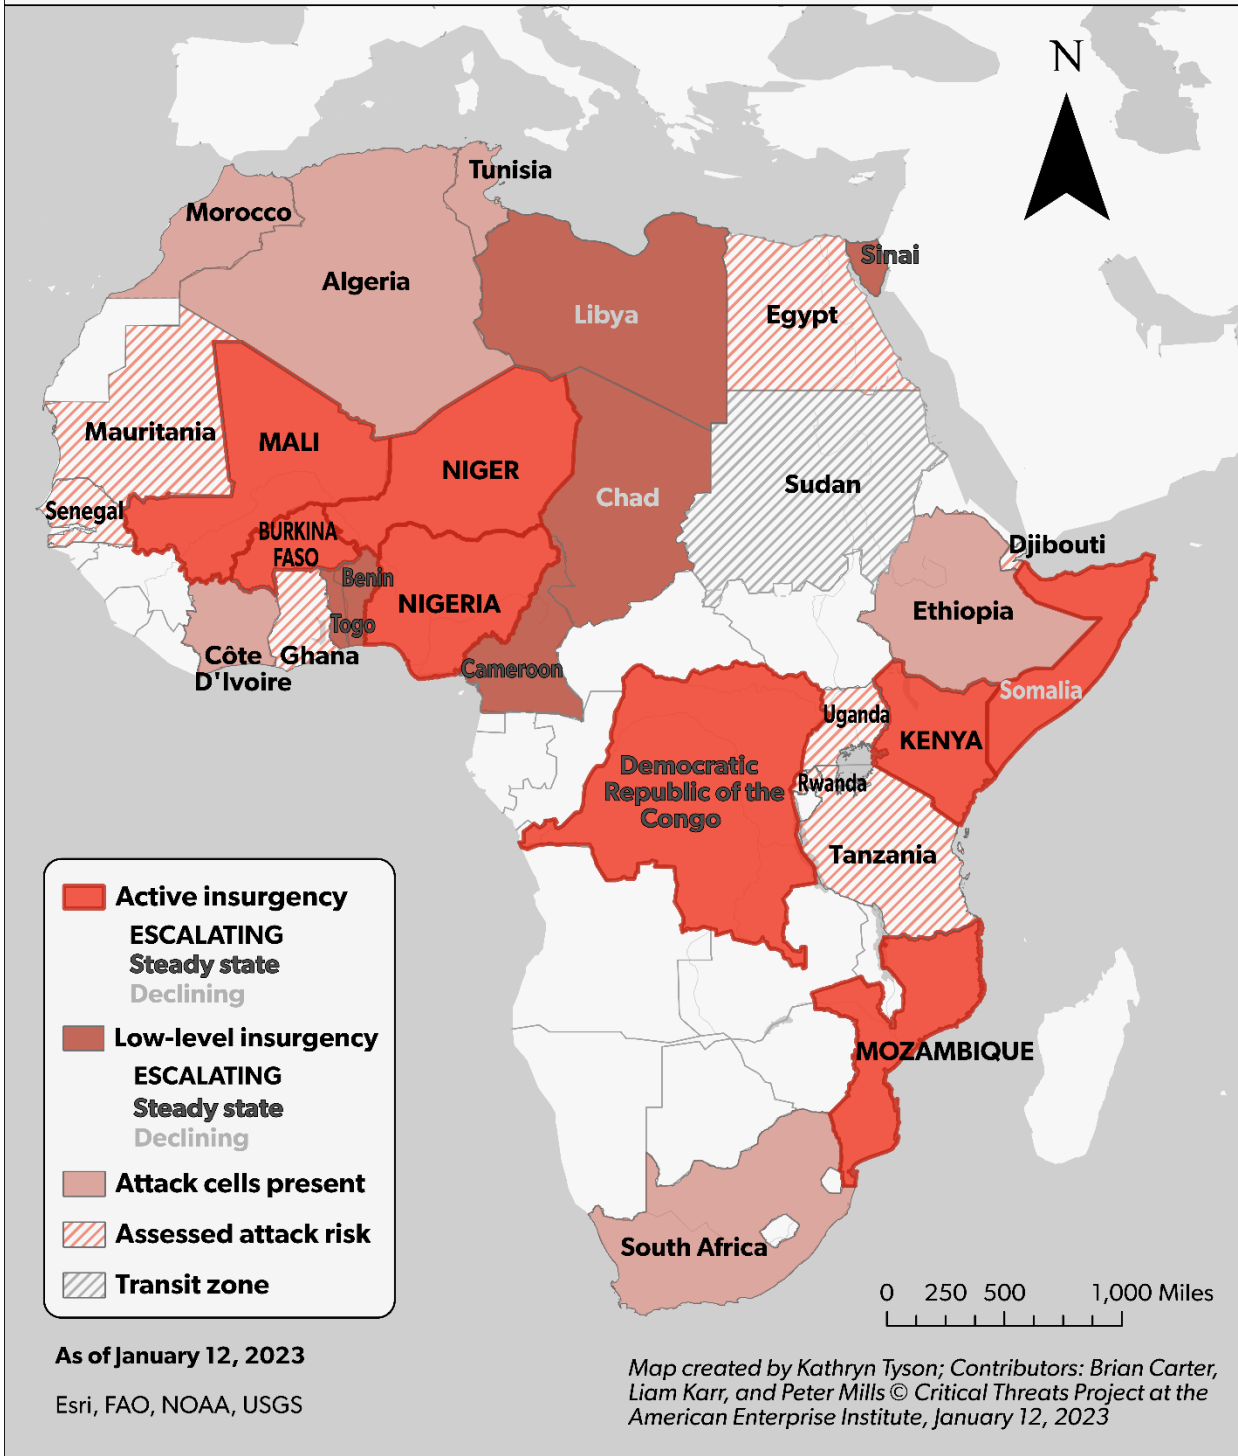 N
Tunisia
Morocco
Algeria
Libya
Egypt
Sinai
Mauritania
MALI
NIGER
Chad
Sudan
Senegal
BURKINA
FASO
Benin
NIGERIA
Togo
Djibouti
Ethiopia
Côte
D'Ivoire
Ghana
Cameroon
Somalia
Uganda
KENYA
Democratic
Republic of the
Congo
Rwanda
Tanzania
MOZAMBIQUE
South Africa
Active insurgency
ESCALATING
Steady state
Declining
Low-level insurgency
ESCALATING
Steady state
Declining
Attack cells present
Assessed attack risk
Transit zone
0 250 500 1,000 Miles
As of January 12, 2023
Esri, FAO, NOAA, USGS
Map created by Kathryn Tyson; Contributors: Brian Carter,
Liam Karr, and Peter Mills © Critical Threats Project at the
American Enterprise Institute, January 12, 2023